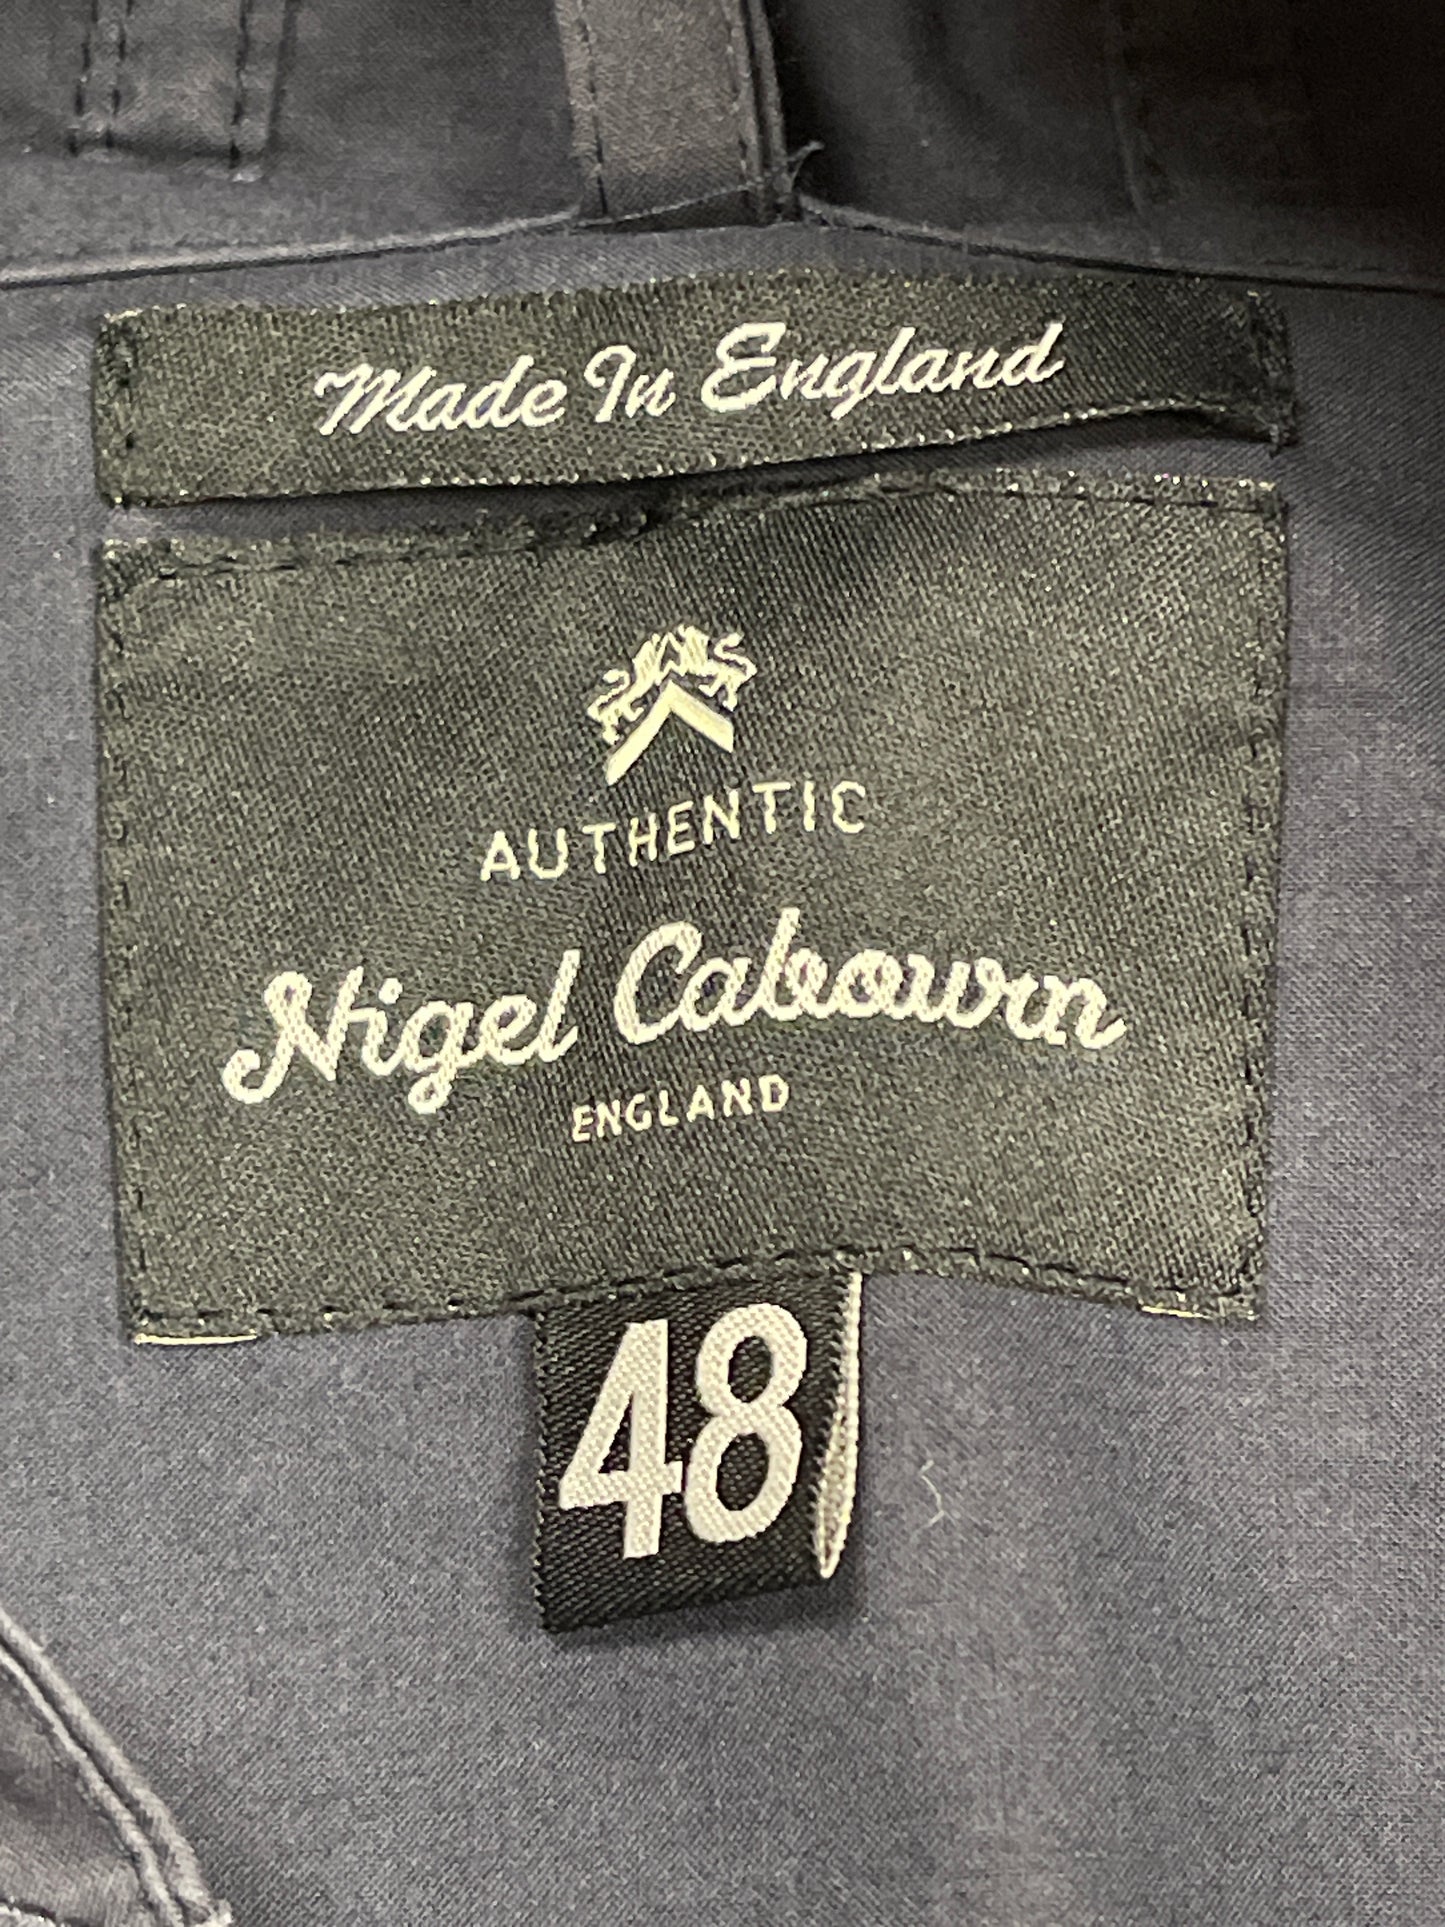 Made In England
AUTHENTIC
Nigel Cabourn
ENGLAND
48